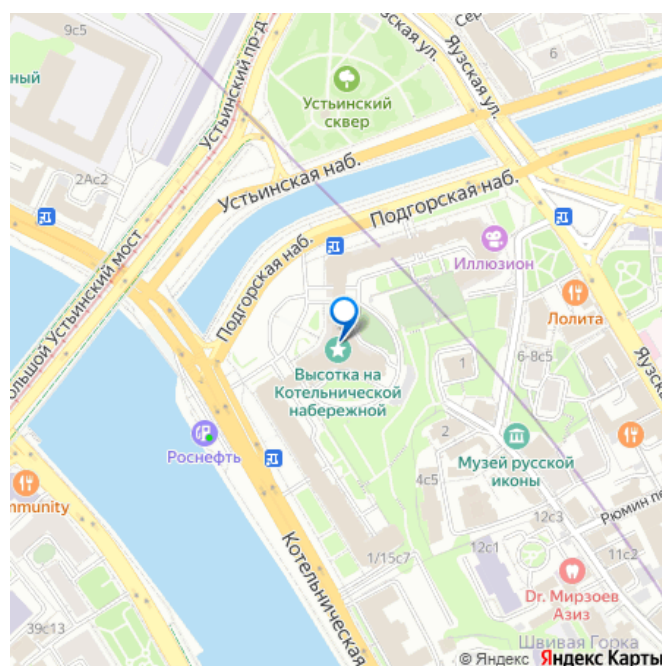 9с5
ный
2Ас2
Устьинский пр-д
Устьинский
сквер
Яузская ул.
Яузская ул.
6
Устьинская наб.
Подгорская наб.
Подгорская наб.
Большой Устьинский мост
Иллюзион
Лолита
6-8с5
1
Высотка на
Котельнической
набережной
2
Музей русской
иконы
4с5
Роснефть
mmunity
Рюмин пе
12с3
12с1
11с2
1/15с7
Котельническая
Dr. Мирзоев
Азиз
39с13
Швивая Горка
© Яндекс Яндекс Карты